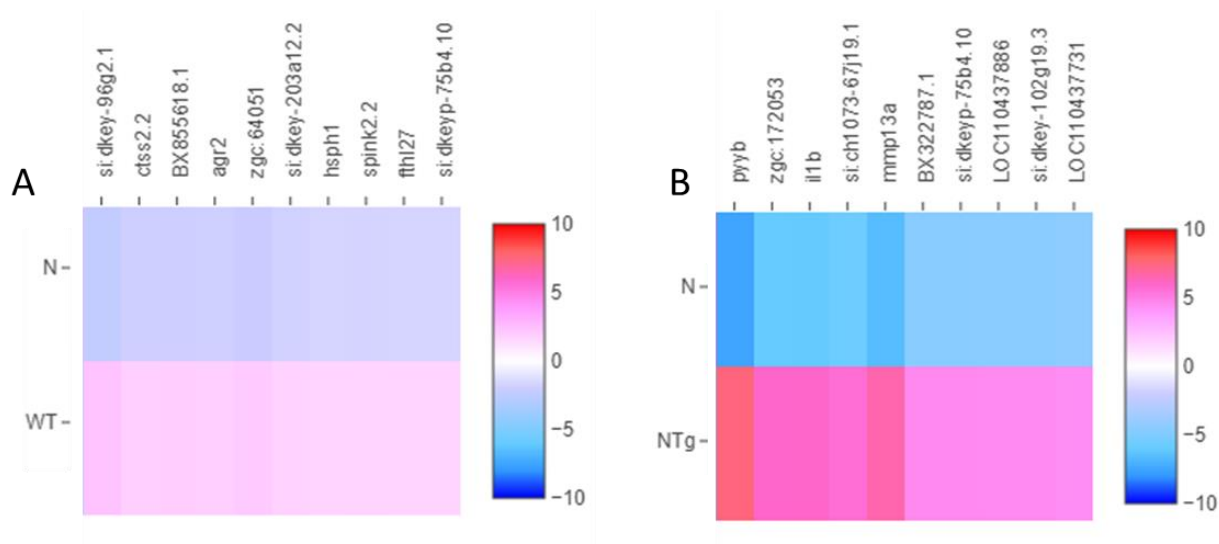 A
si:dkey-96g2.1
ctss2.2
BX855618.1
agr2
zgc:64051
si:dkey-203a12.2
hsph1
spink2.2
fthl27
si:dkeyp-75b4.10
N
WT
10
5
0
−5
−10
B
pyyb
zgc:172053
il1b
si:ch1073-67j19.1
mmp13a
BX322787.1
si:dkeyp-75b4.10
LOC110437886
si:dkey-102g19.3
LOC110437731
N
NTg
10
5
0
−5
−10